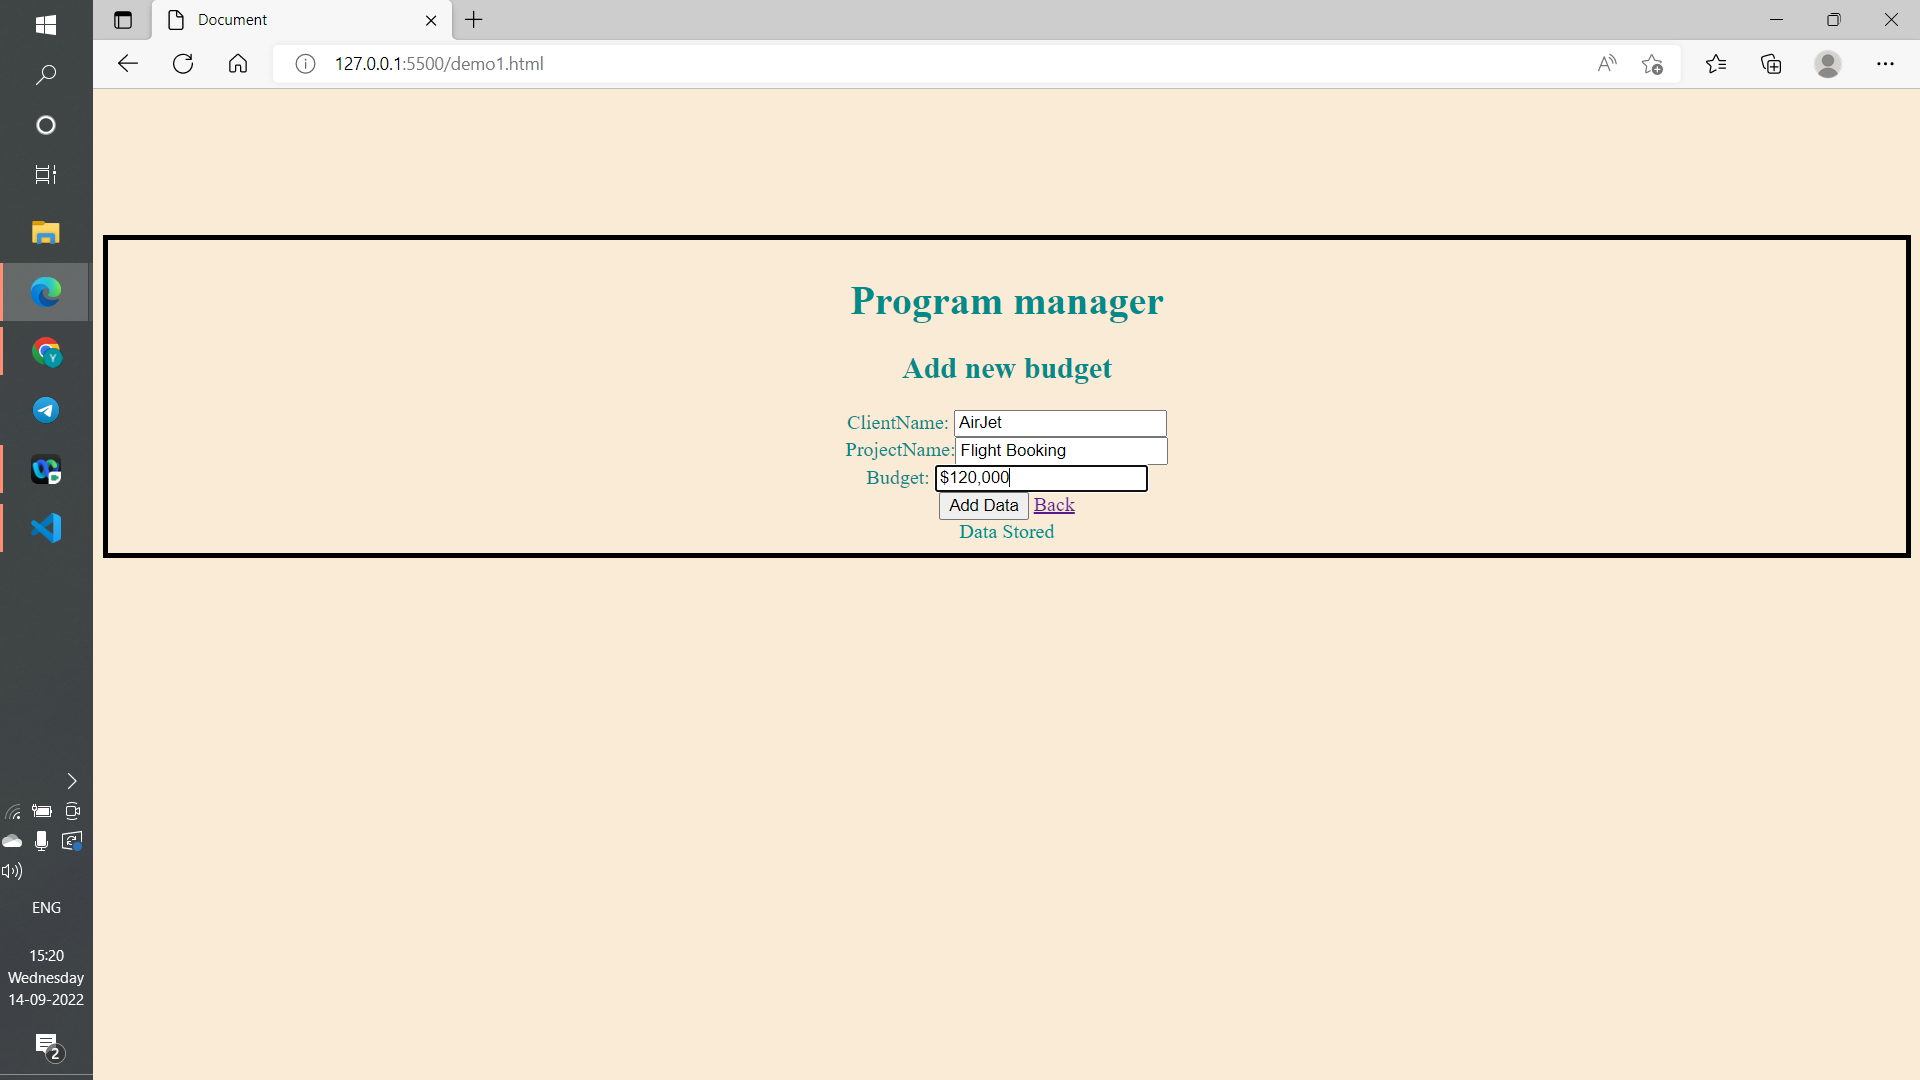 Document
127.0.0.1:5500/demo1.html
Program manager
Add new budget
ClientName: AirJet
ProjectName: Flight Booking
Budget: $120,000
Add Data Back
Data Stored
Y
ENG
15:20
Wednesday
14-09-2022
2